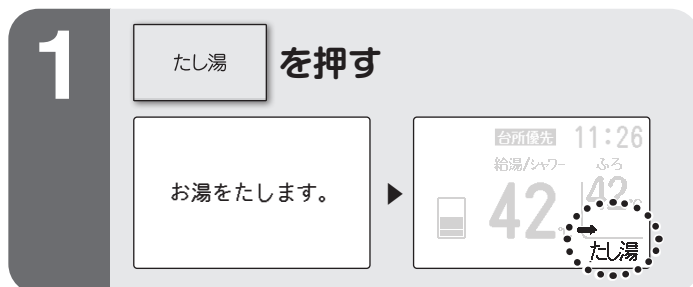 1
たし湯 を押す
お湯をたします。
台所優先 11:26
給湯/シャワー ふろ
42℃ 42℃
たし湯